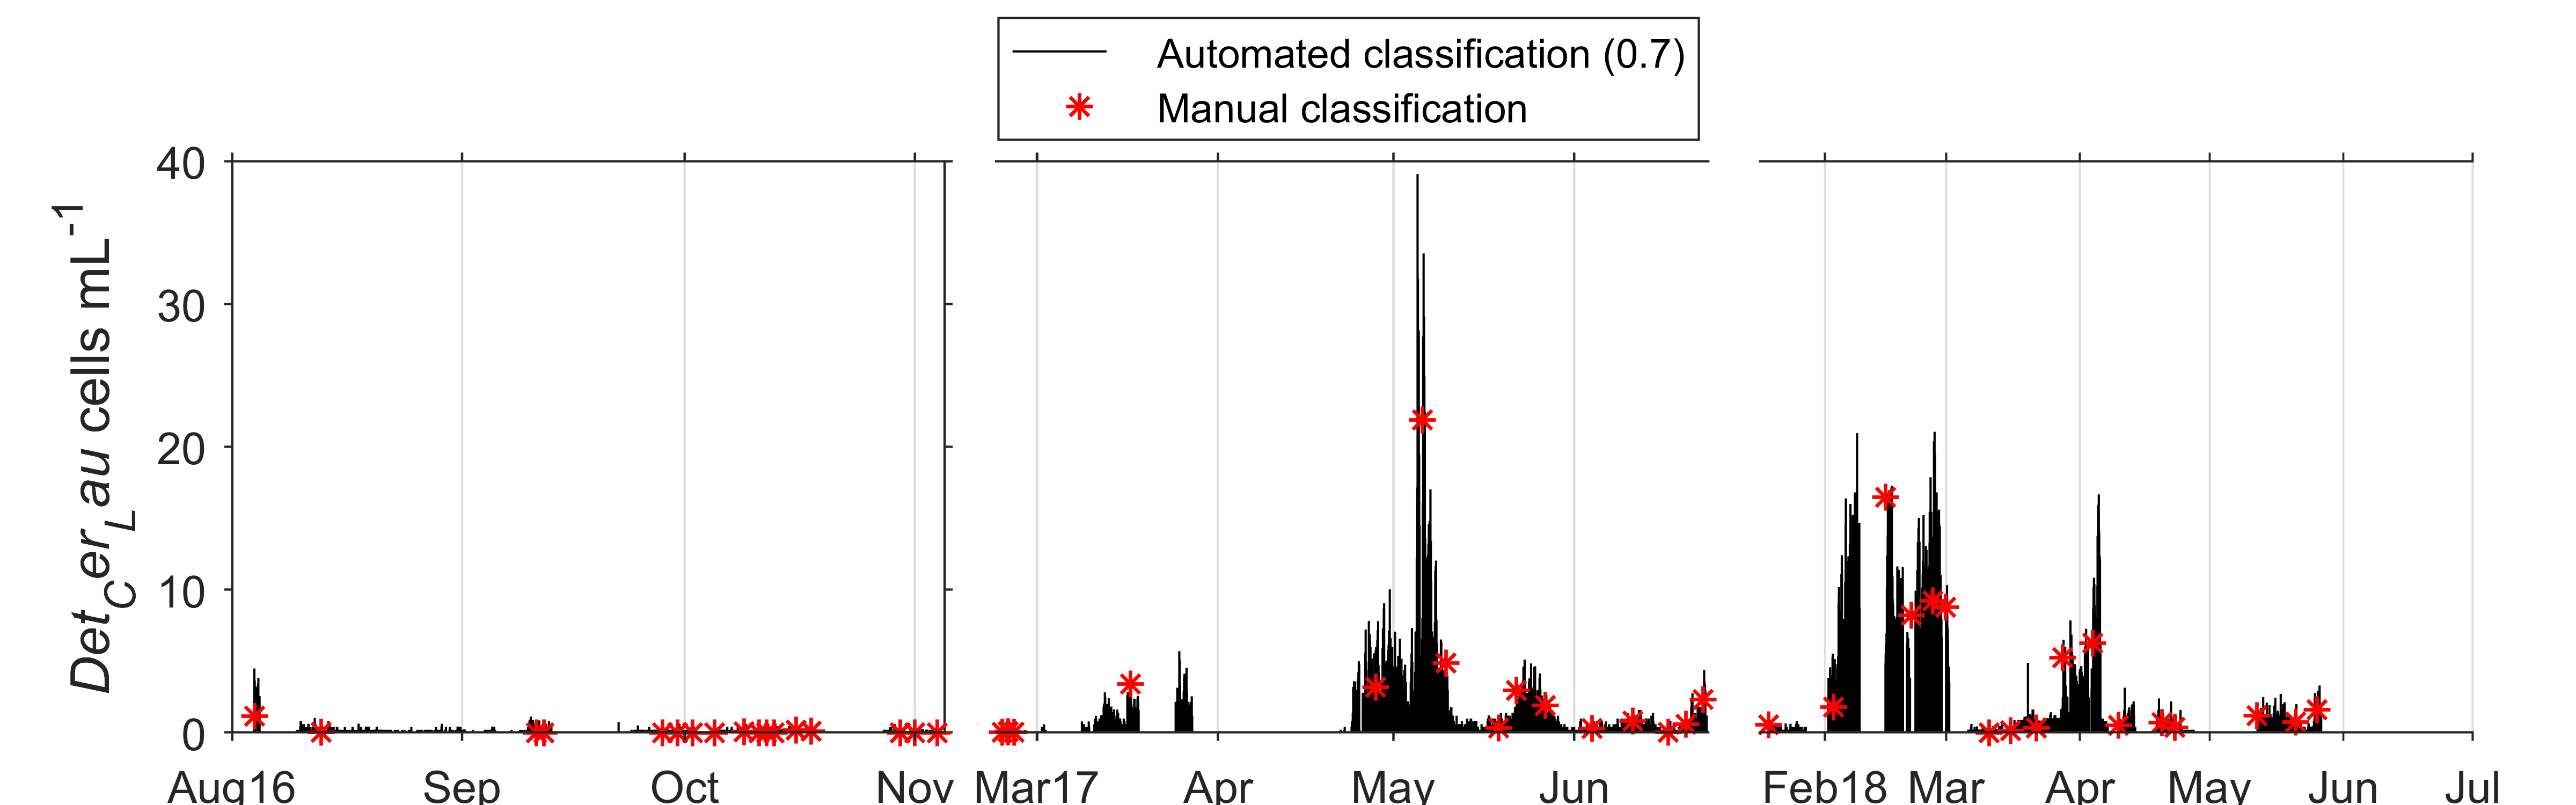 Automated classification (0.7)
Manual classification
Det_Cer_Lau cells mL^-1
40
30
20
10
0
Aug16 Sep Oct Nov Mar17 Apr May Jun Feb18 Mar Apr May Jun Jul